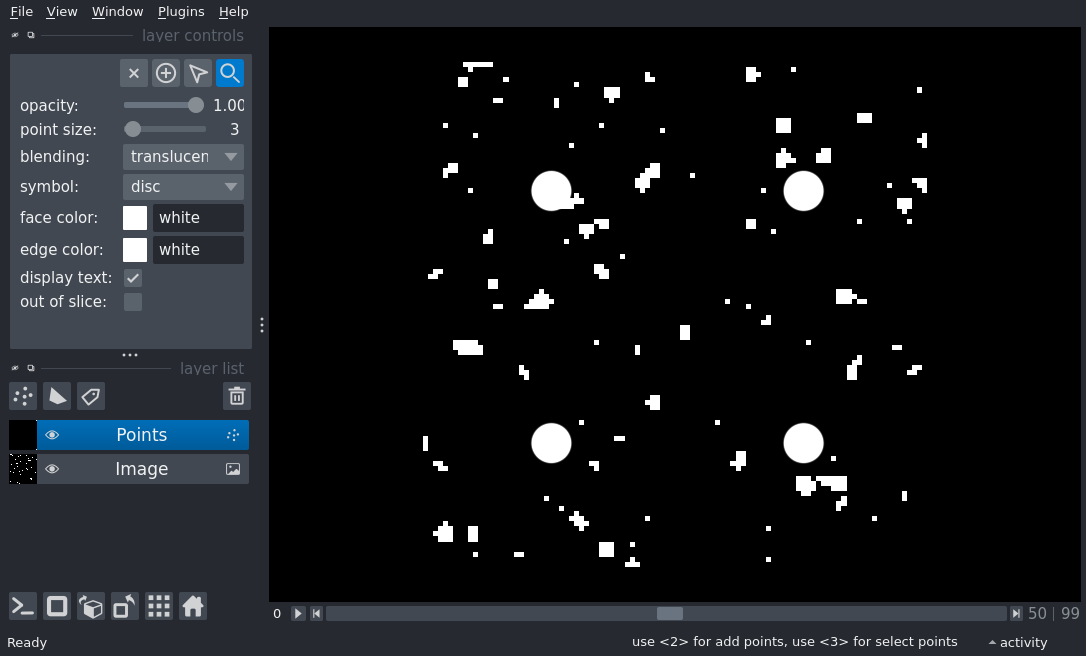 File View Window Plugins Help
layer controls
opacity: 1.00
point size: 3
blending: translucen
symbol: disc
face color: white
edge color: white
display text:
out of slice:
layer list
Points
Image
0 50 | 99
Ready use <2> for add points, use <3> for select points activity